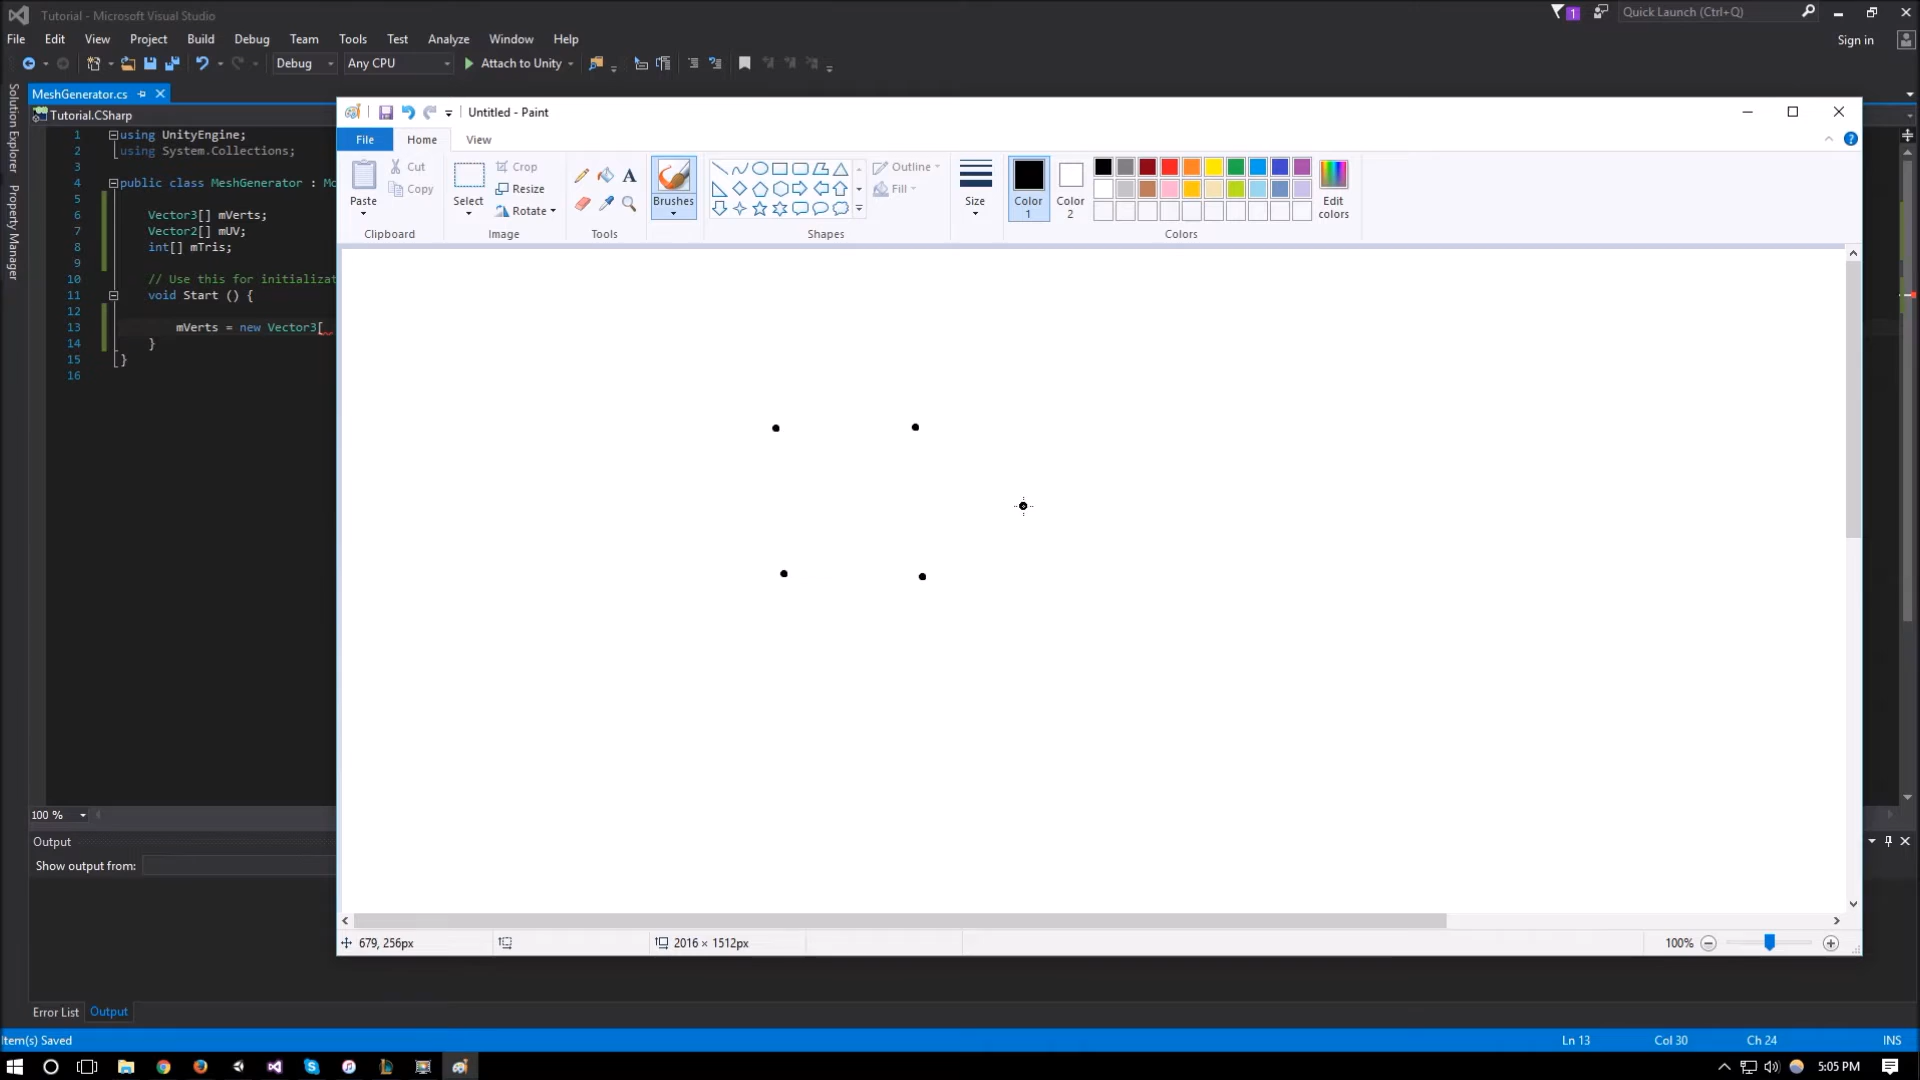 Tutorial - Microsoft Visual Studio
1
Quick Launch (Ctrl+Q)
File Edit View Project Build Debug Team Tools Test Analyze Window Help
Sign in
Debug Any CPU Attach to Unity
MeshGenerator.cs
Tutorial.CSharp
Solution Explorer
Property Manager
1 using UnityEngine;
2 using System.Collections;
3
4 public class MeshGenerator : Mo
5
6 Vector3[] mVerts;
7 Vector2[] mUV;
8 int[] mTris;
9
10 // Use this for initializat
11 void Start () {
12
13 mVerts = new Vector3[
14 }
15 }
16
100 %
Output
Show output from:
Error List Output
Untitled - Paint
File Home View
Paste
Cut
Copy
Clipboard
Select
Crop
Resize
Rotate
Image
A
Tools
Brushes
Shapes
Outline
Fill
Size
Color 1
Color 2
Edit colors
Colors
?
679, 256px
2016 × 1512px
100%
Item(s) Saved
Ln 13 Col 30 Ch 24 INS
5:05 PM